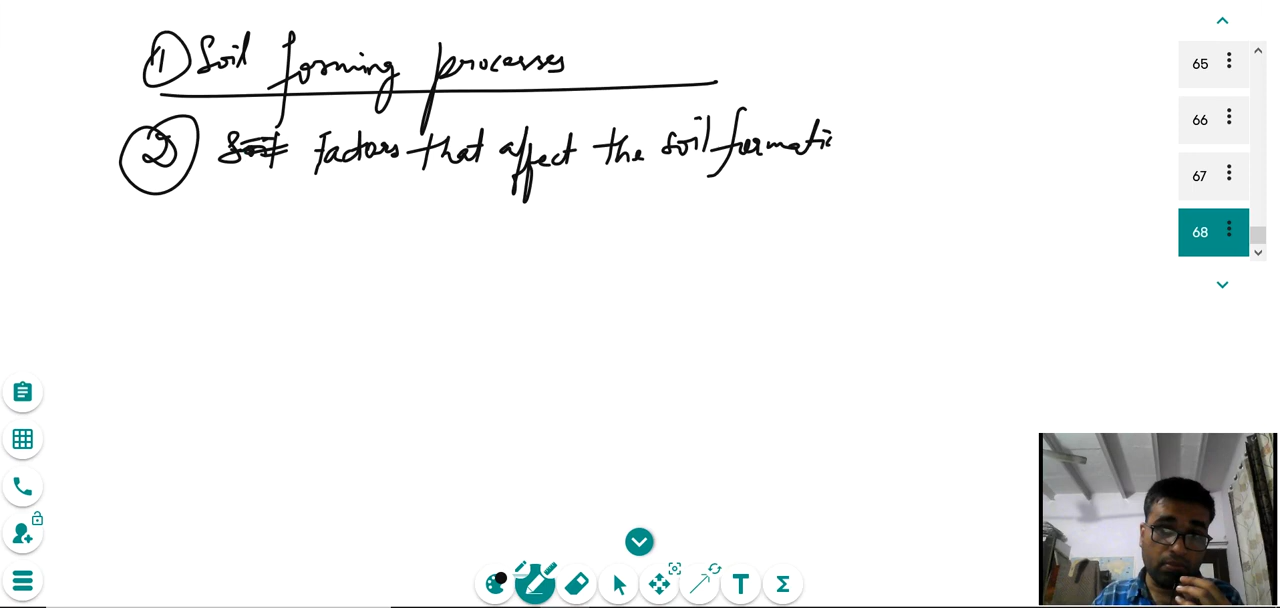 ① Soil forming processes
② Factors that affect the soil formati
65
66
67
68
T
Σ